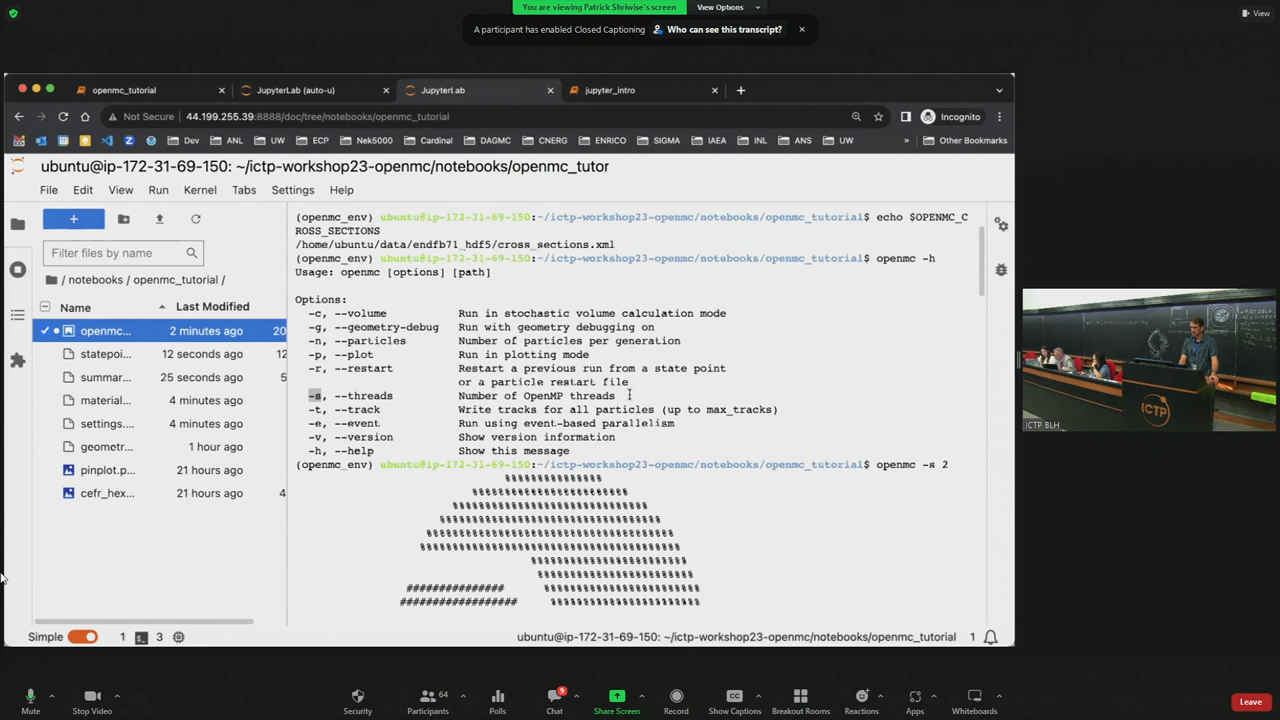 You are viewing Patrick Shriwise's screen
View Options
View
A participant has enabled Closed Captioning Who can see this transcript?
openmc_tutorial
JupyterLab (auto-u)
JupyterLab
jupyter_intro
Not Secure 44.199.255.39:8888/doc/tree/notebooks/openmc_tutorial
Incognito
Dev ANL UW ECP Nek5000 Cardinal DAGMC CNERG ENRICO SIGMA IAEA INL ANS UW » Other Bookmarks
ubuntu@ip-172-31-69-150: ~/ictp-workshop23-openmc/notebooks/openmc_tutor
File Edit View Run Kernel Tabs Settings Help
Filter files by name
/ notebooks / openmc_tutorial /
Name Last Modified
openmc... 2 minutes ago 20
statepoi... 12 seconds ago 12
summar... 25 seconds ago 5
material... 4 minutes ago 4
settings.... 4 minutes ago
geometr... 1 hour ago
pinplot.p... 21 hours ago
cefr_hex... 21 hours ago 4
(openmc_env) ubuntu@ip-172-31-69-150:~/ictp-workshop23-openmc/notebooks/openmc_tutorial$ echo $OPENMC_C
ROSS_SECTIONS
/home/ubuntu/data/endfb71_hdf5/cross_sections.xml
(openmc_env) ubuntu@ip-172-31-69-150:~/ictp-workshop23-openmc/notebooks/openmc_tutorial$ openmc -h
Usage: openmc [options] [path]
Options:
-c, --volume Run in stochastic volume calculation mode
-g, --geometry-debug Run with geometry debugging on
-n, --particles Number of particles per generation
-p, --plot Run in plotting mode
-r, --restart Restart a previous run from a state point
or a particle restart file
-s, --threads Number of OpenMP threads
-t, --track Write tracks for all particles (up to max_tracks)
-e, --event Run using event-based parallelism
-v, --version Show version information
-h, --help Show this message
(openmc_env) ubuntu@ip-172-31-69-150:~/ictp-workshop23-openmc/notebooks/openmc_tutorial$ openmc -s 2
Simple 1 3
ubuntu@ip-172-31-69-150: ~/ictp-workshop23-openmc/notebooks/openmc_tutorial 1
ICTP
ICTP BLH
Mute
Stop Video
Security
Participants 64
Polls
Chat 9
Share Screen
Record
Show Captions
Breakout Rooms
Reactions
Apps
Whiteboards
Leave